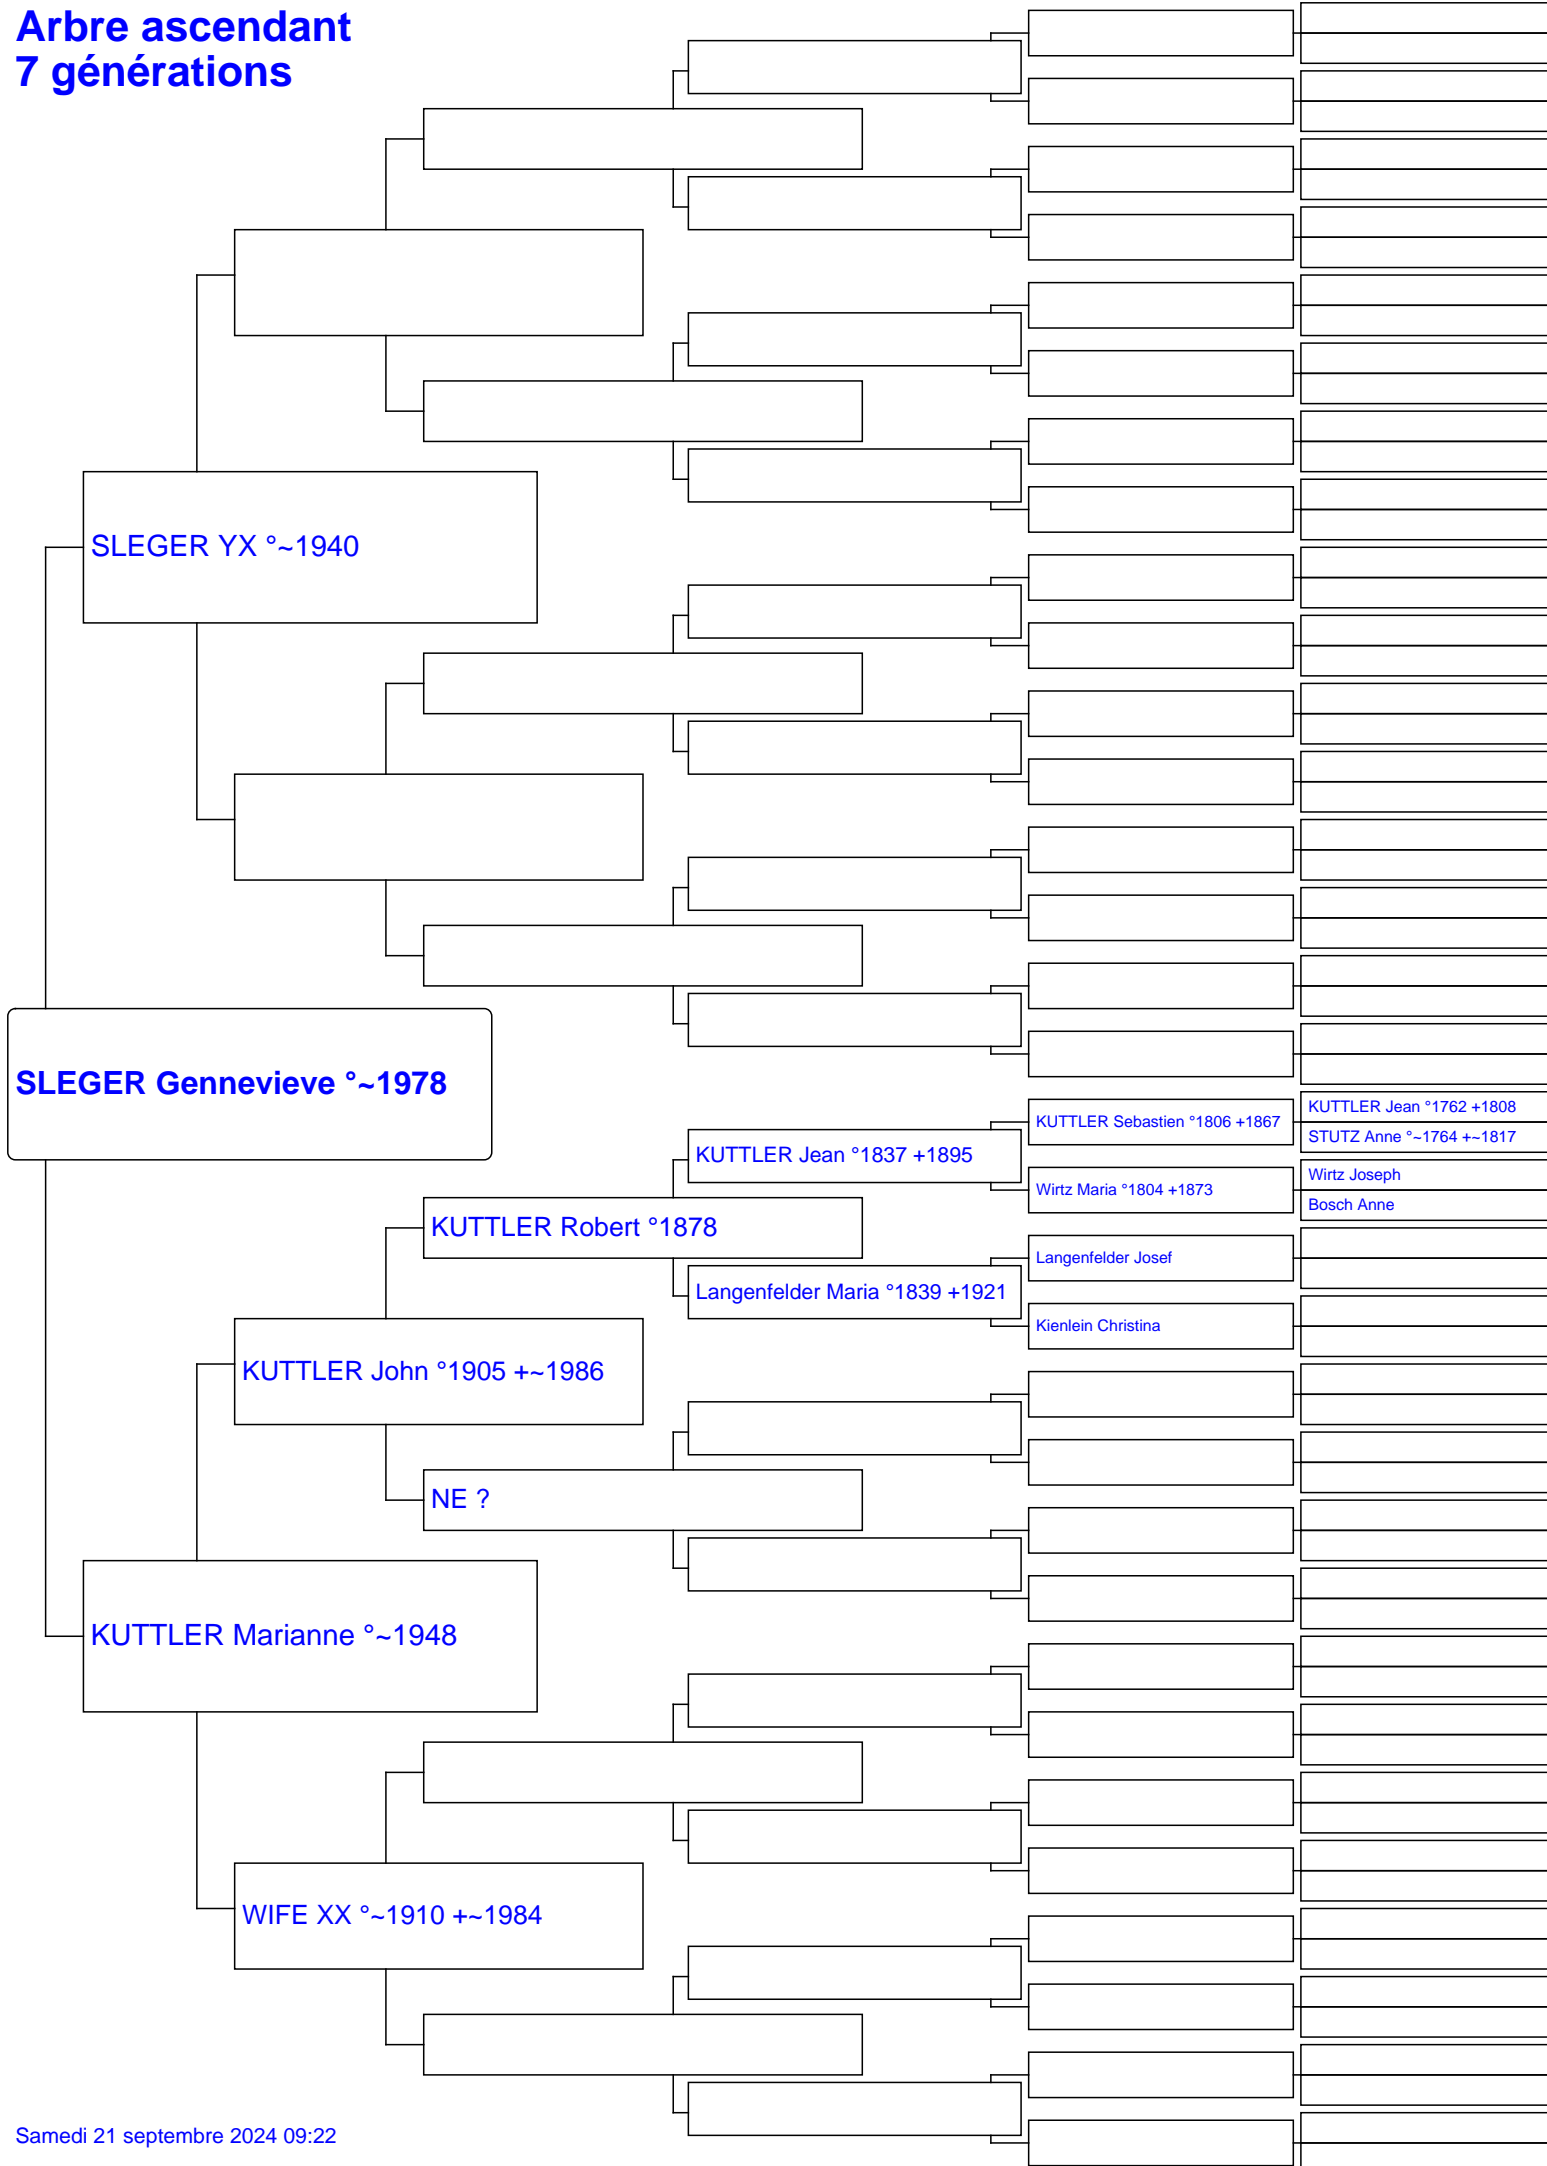 Arbre ascendant
7 générations
SLEGER YX °~1940
SLEGER Gennevieve °~1978
KUTTLER Sebastien °1806 +1867
KUTTLER Jean °1762 +1808
STUTZ Anne °~1764 +~1817
KUTTLER Jean °1837 +1895
Wirtz Maria °1804 +1873
Wirtz Joseph
Bosch Anne
KUTTLER Robert °1878
Langenfelder Josef
Langenfelder Maria °1839 +1921
Kienlein Christina
KUTTLER John °1905 +~1986
NE ?
KUTTLER Marianne °~1948
WIFE XX °~1910 +~1984
Samedi 21 septembre 2024 09:22